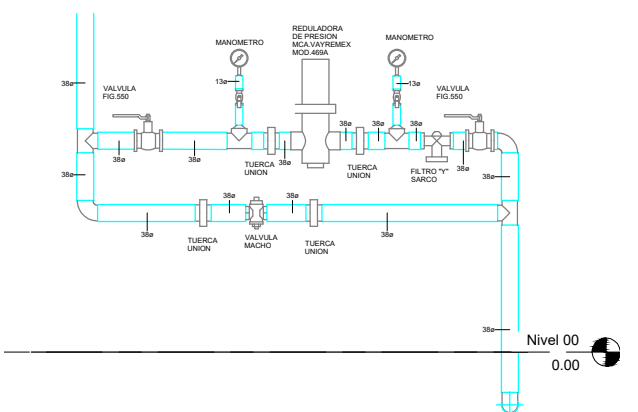 REDULADORA
DE PRESION
MCA.VAYREMEX
MOD.469A
MANOMETRO
MANOMETRO
38ø
13ø
13ø
VALVULA
FIG.550
VALVULA
FIG.550
38ø
38ø
38ø
38ø
38ø
38ø
38ø
38ø
TUERCA
UNION
TUERCA
UNION
FILTRO "Y"
SARCO
38ø
38ø
38ø
38ø
38ø
38ø
TUERCA
UNION
VALVULA
MACHO
TUERCA
UNION
38ø
Nivel 00
0.00